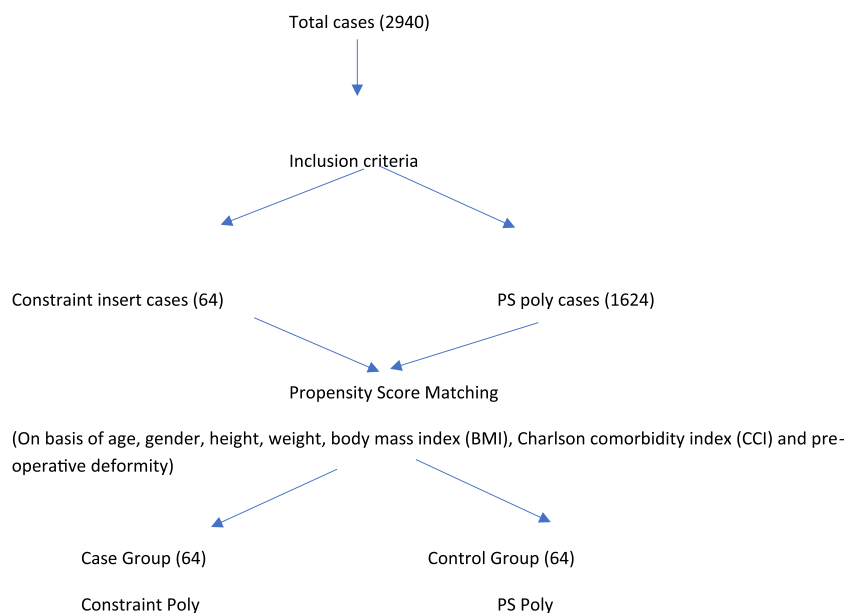 Total cases (2940)
Inclusion criteria
Constraint insert cases (64)
PS poly cases (1624)
Propensity Score Matching
(On basis of age, gender, height, weight, body mass index (BMI), Charlson comorbidity index (CCI) and pre-
operative deformity)
Case Group (64)
Control Group (64)
Constraint Poly
PS Poly